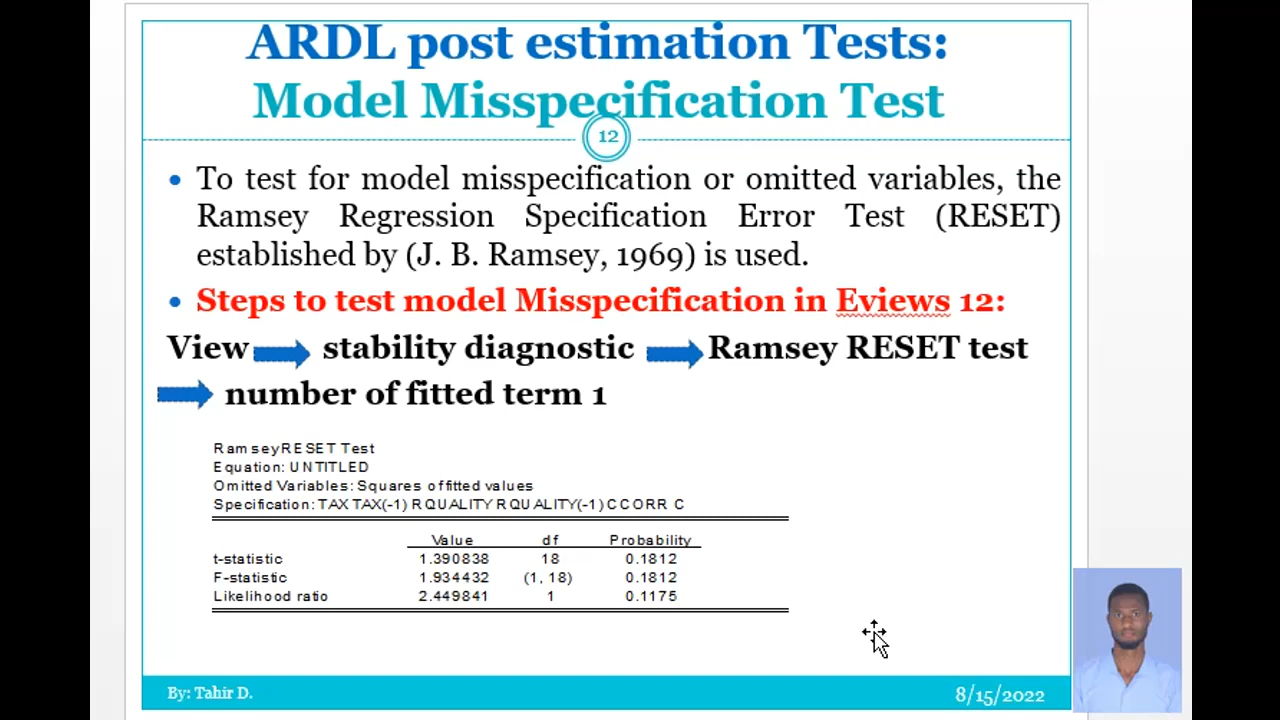 ARDL post estimation Tests:
Model Misspecification Test
12
• To test for model misspecification or omitted variables, the
Ramsey Regression Specification Error Test (RESET)
established by (J. B. Ramsey, 1969) is used.
• Steps to test model Misspecification in Eviews 12:
View stability diagnostic Ramsey RESET test
number of fitted term 1
Ramsey RESET Test
Equation: UNTITLED
Omitted Variables: Squares of fitted values
Specification: TAX TAX(-1) RQUALITY RQUALITY(-1) CCORR C
Value df Probability
t-statistic 1.390838 18 0.1812
F-statistic 1.934432 (1, 18) 0.1812
Likelihood ratio 2.449841 1 0.1175
By: Tahir D. 8/15/2022